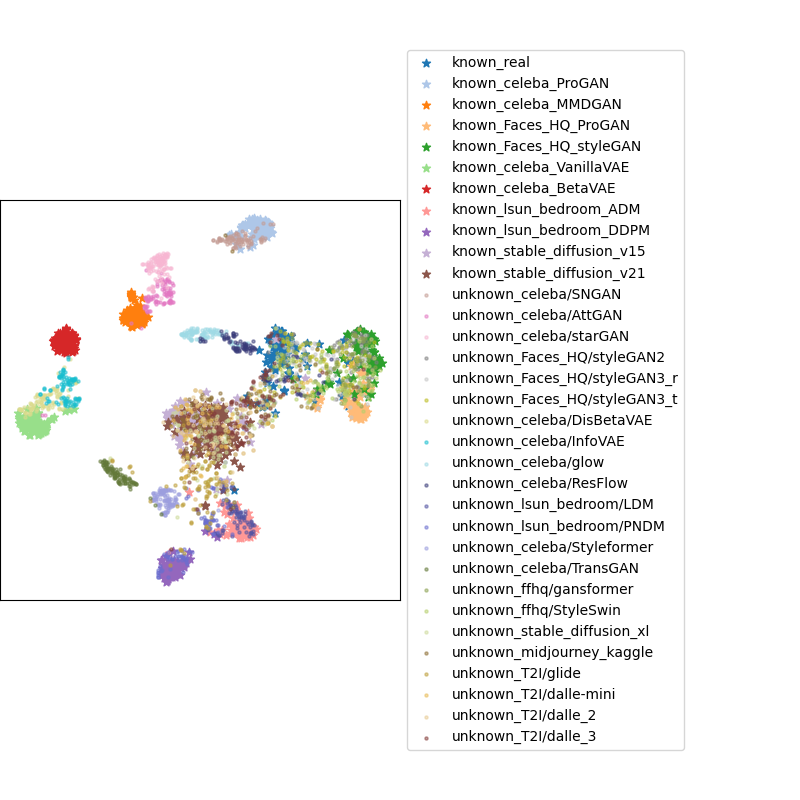 known_real
known_celeba_ProGAN
known_celeba_MMDGAN
known_Faces_HQ_ProGAN
known_Faces_HQ_styleGAN
known_celeba_VanillaVAE
known_celeba_BetaVAE
known_lsun_bedroom_ADM
known_lsun_bedroom_DDPM
known_stable_diffusion_v15
known_stable_diffusion_v21
unknown_celeba/SNGAN
unknown_celeba/AttGAN
unknown_celeba/starGAN
unknown_Faces_HQ/styleGAN2
unknown_Faces_HQ/styleGAN3_r
unknown_Faces_HQ/styleGAN3_t
unknown_celeba/DisBetaVAE
unknown_celeba/InfoVAE
unknown_celeba/glow
unknown_celeba/ResFlow
unknown_lsun_bedroom/LDM
unknown_lsun_bedroom/PNDM
unknown_celeba/Styleformer
unknown_celeba/TransGAN
unknown_ffhq/gansformer
unknown_ffhq/StyleSwin
unknown_stable_diffusion_xl
unknown_midjourney_kaggle
unknown_T2I/glide
unknown_T2I/dalle-mini
unknown_T2I/dalle_2
unknown_T2I/dalle_3